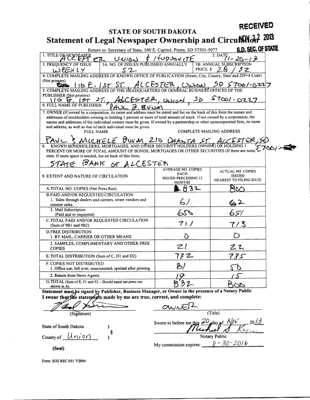 RECEIVED
STATE OF SOUTH DAKOTA
NOV 22 2013
Statement of Legal Newspaper Ownership and Circulation
S.D. SEC. OF STATE
Return to: Secretary of State, 500 E. Capitol, Pierre, SD 57501-5077
1. TITLE OF NEWSPAPER 2. DATE
ALCESTER UNION & HUDSONITE 11-20-13
3. FREQUENCY OF ISSUE 3A. NO. OF ISSUES PUBLISHED ANNUALLY 3B. ANNUAL SUBSCRIPTION
WEEKLY 52 PRICE $ 28/32
4. COMPLETE MAILING ADDRESS OF KNOWN OFFICE OF PUBLICATION (Street, City, County, State and ZIP+4 Code)
(Not printers)
110 E. 1ST ST. ALCESTER, UNION SD 57001-0227
5. COMPLETE MAILING ADDRESS OF THE HEADQUARTERS OR GENERAL BUSINESS OFFICES OF THE
PUBLISHER (Not printers)
110 E. 1ST ST. ALCESTER, UNION SD 57001-0227
6. FULL NAME OF PUBLISHER: PAUL J. BUUM
7. OWNER (If owned by a corporation, its name and address must be stated and also on the back of this form the names and
addresses of stockholders owning or holding 1 percent or more of total amount of stock. If not owned by a corporation, the
names and addresses of the individual owners must be given. If owned by a partnership or other unincorporated firm, its name
and address, as well as that of each individual must be given.
FULL NAME COMPLETE MAILING ADDRESS
PAUL & MICHELE BUUM 210 DAKOTA ST ALCESTER, SD
57001
8. KNOWN BONDHOLDERS, MORTGAGEES, AND OTHER SECURITY HOLDERS OWNING OR HOLDING 1
PERCENT OR MORE OF TOTAL AMOUNT OF BONDS, MORTGAGES OR OTHER SECURITIES (If there are none, so
state. If more space is needed, list on back of this form.
STATE BANK OF ALCESTER
9. EXTENT AND NATURE OF CIRCULATION
AVERAGE NO. COPIES EACH ISSUED PRECEDING 12 MONTHS
ACTUAL NO. COPIES ISSUED NEAREST TO FILING DATE
A. TOTAL NO. COPIES (Net Press Run) 832 800
B. PAID AND/OR REQUESTED CIRCULATION
1. Sales through dealers and carriers, street vendors and
counter sales. 61 62
2. Mail Subscription
(Paid and or requested) 650 651
C. TOTAL PAID AND/OR REQUESTED CIRCULATION
(Sum of 9B1 and 9B2) 711 713
D. FREE DISTRIBUTION
1. BY MAIL, CARRIER OR OTHER MEANS 0 0
2. SAMPLES, COMPLIMENTARY AND OTHER FREE
COPIES 21 22
E. TOTAL DISTRIBUTION (Sum of C, D1 and D2) 732 735
F. COPIES NOT DISTRIBUTED
1. Office use, left over, unaccounted, spoiled after printing 81 50
2. Return from News Agents 19 15
G. TOTAL (Sum of E, F1 and F2 - Should equal net press run
shown in A) 832 800
Statement must be signed by Publisher, Business Manager, or Owner in the presence of a Notary Public
I swear that the statements made by me are true, correct, and complete:
OWNER
(Signature) (Title)
State of South Dakota )
Sworn to before me this 20 day of Nov, 2013
§
County of Union )
Notary Public
(Seal)
My commission expires: 8-30-2016
Form: SOS REC 051 7/2004